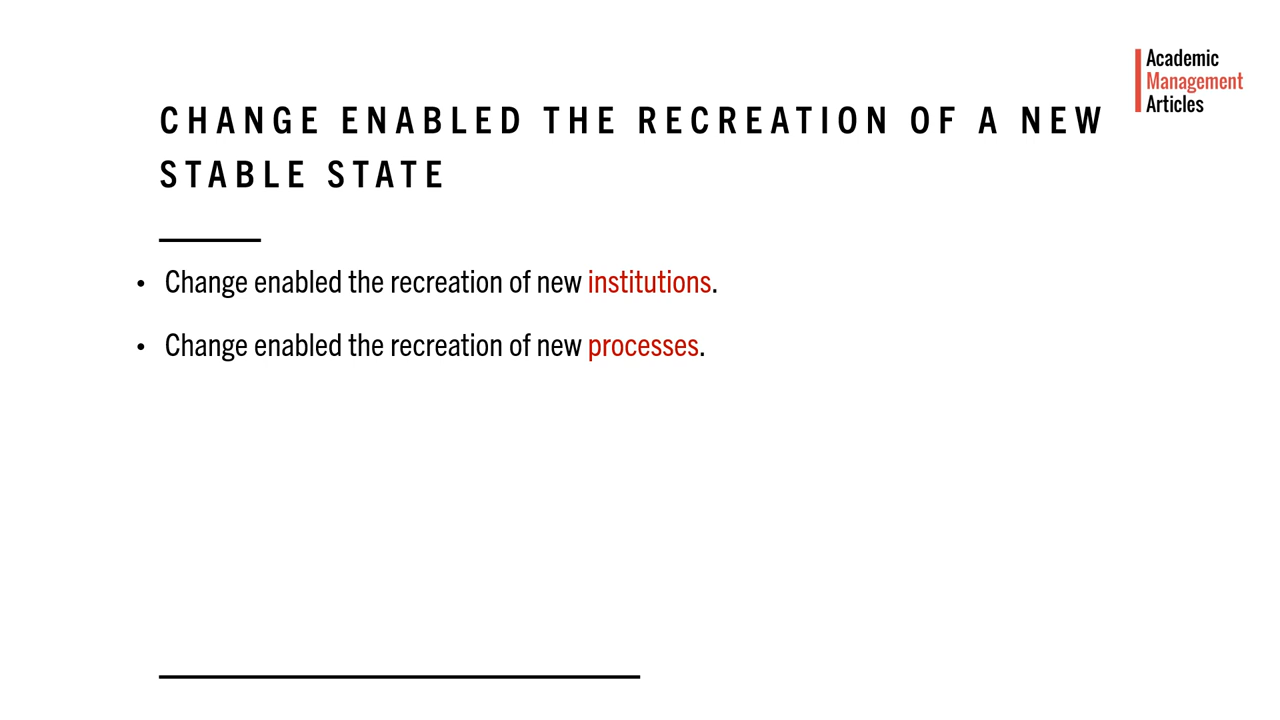 Academic
Management
Articles
CHANGE ENABLED THE RECREATION OF A NEW
STABLE STATE
• Change enabled the recreation of new institutions.
• Change enabled the recreation of new processes.